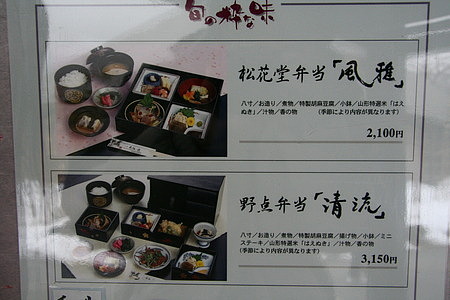 旬の粋な味
松花堂弁当「風雅」
八寸/お造り/煮物/特製胡麻豆腐/小鉢/山形特選米「はえ
ぬき」/汁物/香の物 (季節により内容が異なります)
2,100円
野点弁当「清流」
八寸/お造り/煮物/特製胡麻豆腐/揚げ物/小鉢/ミニ
ステーキ/山形特選米「はえぬき」/汁物/香の物
(季節により内容が異なります)
3,150円